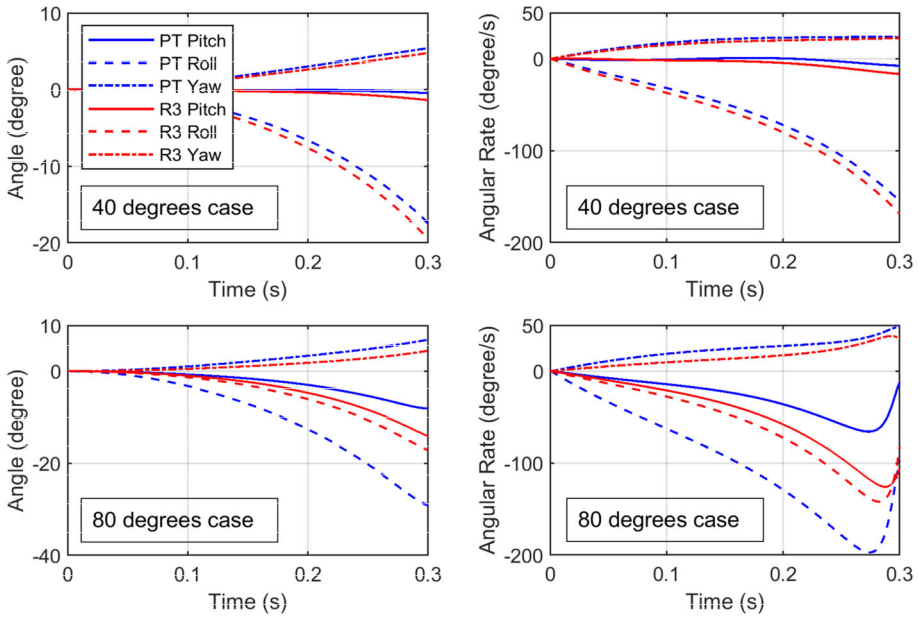 10
0
-10
-20
Angle (degree)
PT Pitch
PT Roll
PT Yaw
R3 Pitch
R3 Roll
R3 Yaw
40 degrees case
0
0.1
0.2
0.3
Time (s)
50
0
-100
-200
Angular Rate (degree/s)
40 degrees case
0
0.1
0.2
0.3
Time (s)
10
0
-20
-40
Angle (degree)
80 degrees case
0
0.1
0.2
0.3
Time (s)
50
0
-100
-200
Angular Rate (degree/s)
80 degrees case
0
0.1
0.2
0.3
Time (s)